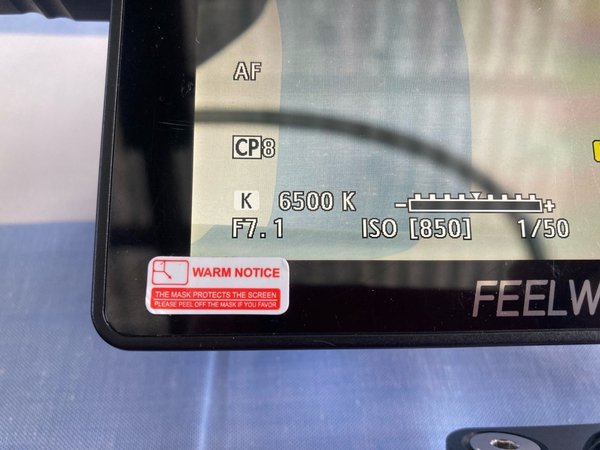 AF
CP8
K 6500 K
- +
F7.1 ISO [850] 1/50
WARM NOTICE
THE MASK PROTECTS THE SCREEN
PLEASE PEEL OFF THE MASK IF YOU FAVOR
FEELW